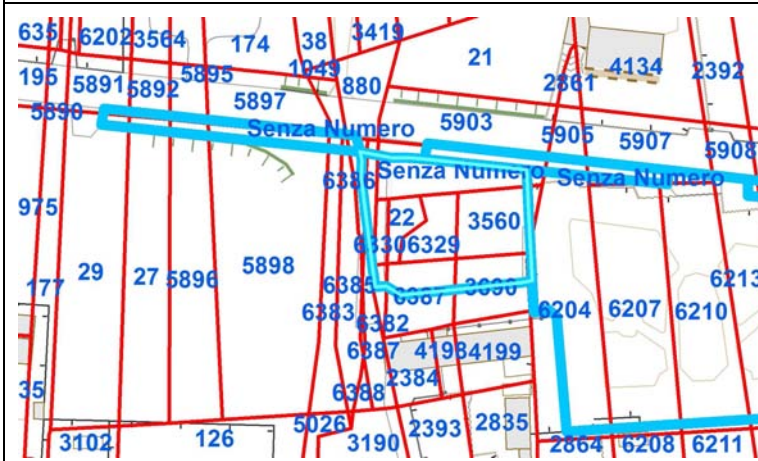 635 6202 3564 174 38 3419 21 4134 2392
195 5891 5892 5895 1049 880 2861
5890 5897 5903 5905 5907 5908
Senza Numero
6386 Senza Numero Senza Numero
975 22 3560
6330 6329
29 27 5896 5898 6213
177 6385 6387 3690
6383 6382 6204 6207 6210
6387 4198 4199
35 6388 2384
5026 2393 2835
3102 126 3190 2864 6208 6211